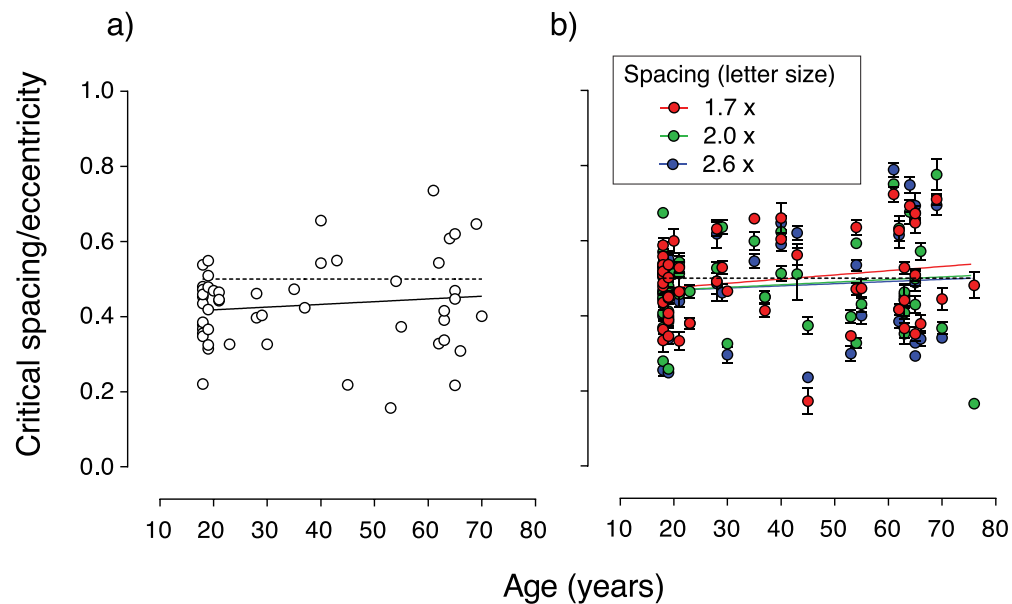 a)
b)
Critical spacing/eccentricity
1.0
0.8
0.6
0.4
0.2
0.0
Spacing (letter size)
1.7 x
2.0 x
2.6 x
10 20 30 40 50 60 70 80
10 20 30 40 50 60 70 80
Age (years)